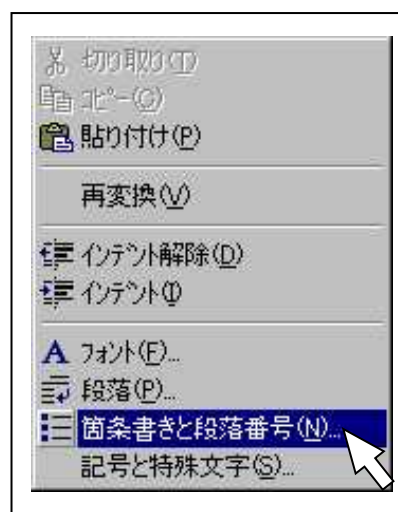 切り取り(T)
ｺﾋﾟｰ(C)
貼り付け(P)
再変換(V)
インデント解除(D)
インデント(I)
フォント(F)...
段落(P)...
箇条書きと段落番号(N)...
記号と特殊文字(S)...